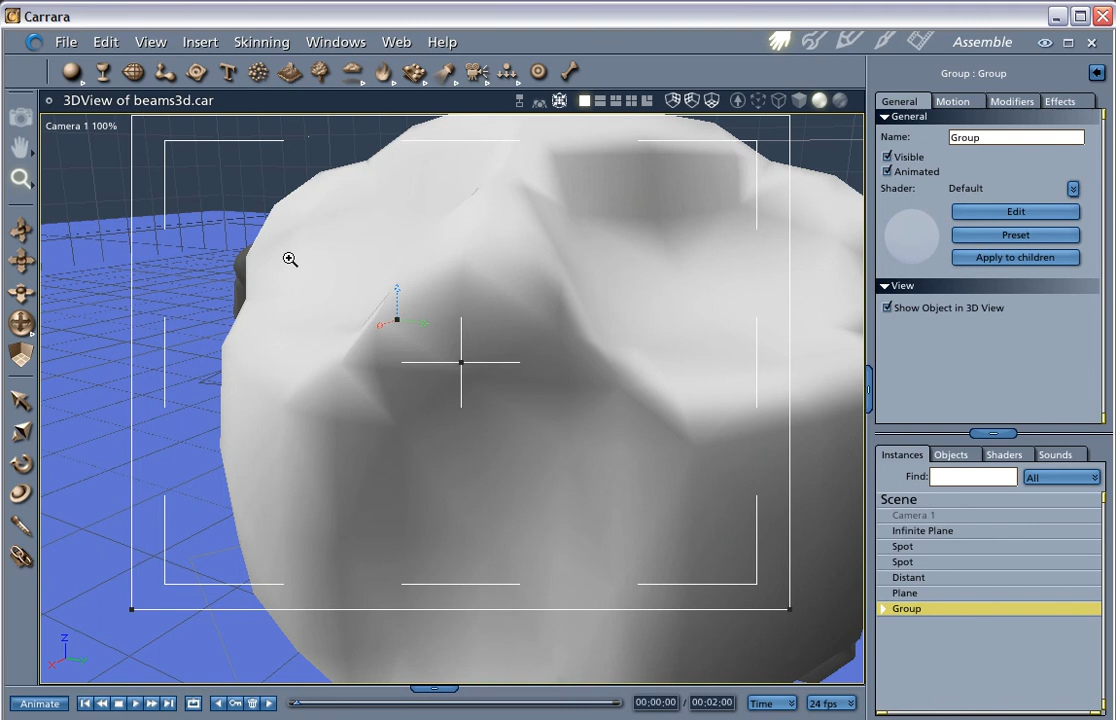 Carrara
File Edit View Insert Skinning Windows Web Help Assemble
3DView of beams3d.car
Camera 1 100%
Group : Group
General Motion Modifiers Effects
General
Name: Group
Visible
Animated
Shader: Default
Edit
Preset
Apply to children
View
Show Object in 3D View
Instances Objects Shaders Sounds
Find: All
Scene
Camera 1
Infinite Plane
Spot
Spot
Distant
Plane
Group
Z
X
Animate 00:00:00 / 00:02:00 Time 24 fps